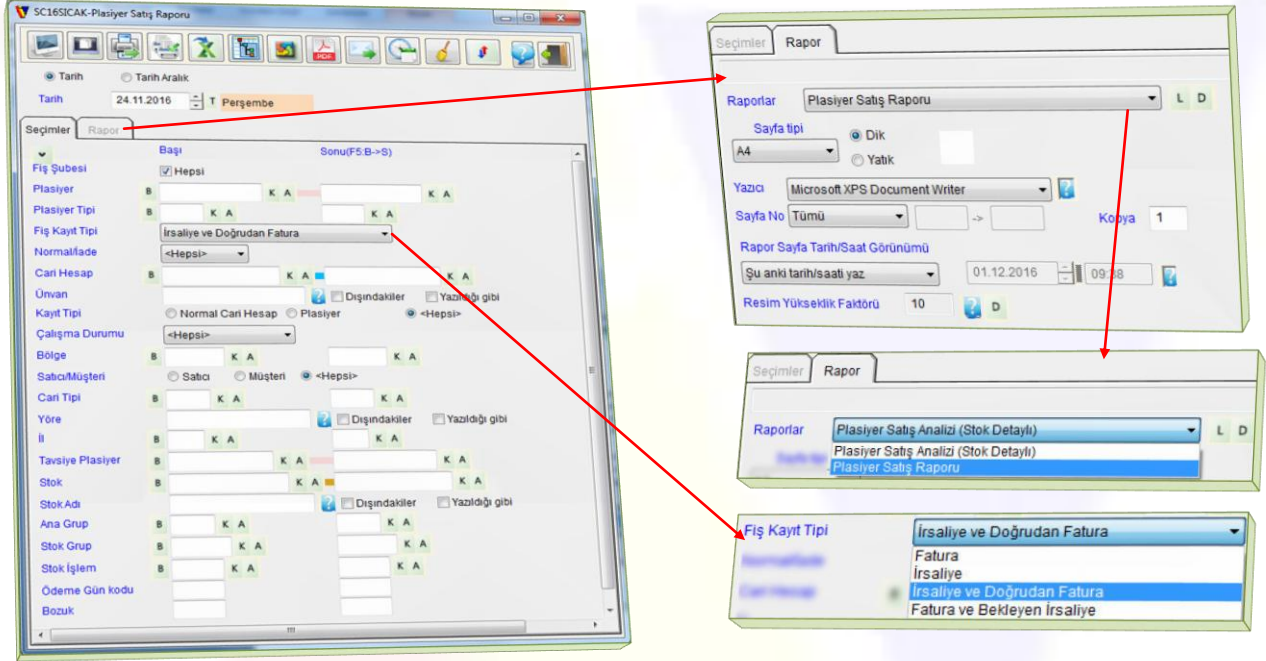 SC16SICAK-Plasiyer Satış Raporu
PDF
Tarih Tarih Aralık
Tarih 24.11.2016 T Perşembe
Seçimler Rapor
Başı Sonu(F5:B->S)
Fiş Şubesi Hepsi
Plasiyer B K A K A
Plasiyer Tipi B K A K A
Fiş Kayıt Tipi İrsaliye ve Doğrudan Fatura
Normal/İade <Hepsi>
Cari Hesap B K A K A
Ünvan ? Dışındakiler Yazıldığı gibi
Kayıt Tipi Normal Cari Hesap Plasiyer <Hepsi>
Çalışma Durumu <Hepsi>
Bölge B K A K A
Satıcı/Müşteri Satıcı Müşteri <Hepsi>
Cari Tipi B K A K A
Yöre ? Dışındakiler Yazıldığı gibi
İl B K A K A
Tavsiye Plasiyer B K A K A
Stok B K A K A
Stok Adı ? Dışındakiler Yazıldığı gibi
Ana Grup B K A K A
Stok Grup B K A K A
Stok İşlem B K A K A
Ödeme Gün kodu
Bozuk
Seçimler Rapor
Raporlar Plasiyer Satış Raporu L D
Sayfa tipi Dik
A4 Yatık
Yazıcı Microsoft XPS Document Writer ?
Sayfa No Tümü -> Kopya 1
Rapor Sayfa Tarih/Saat Görünümü
Şu anki tarih/saati yaz 01.12.2016 09:38 ?
Resim Yükseklik Faktörü 10 ? D
Seçimler Rapor
Raporlar Plasiyer Satış Analizi (Stok Detaylı) L D
Plasiyer Satış Analizi (Stok Detaylı)
Sayfa tipi Plasiyer Satış Raporu
Fiş Kayıt Tipi İrsaliye ve Doğrudan Fatura
Fatura
Normal/İade İrsaliye
Cari Hesap İrsaliye ve Doğrudan Fatura
Fatura ve Bekleyen İrsaliye